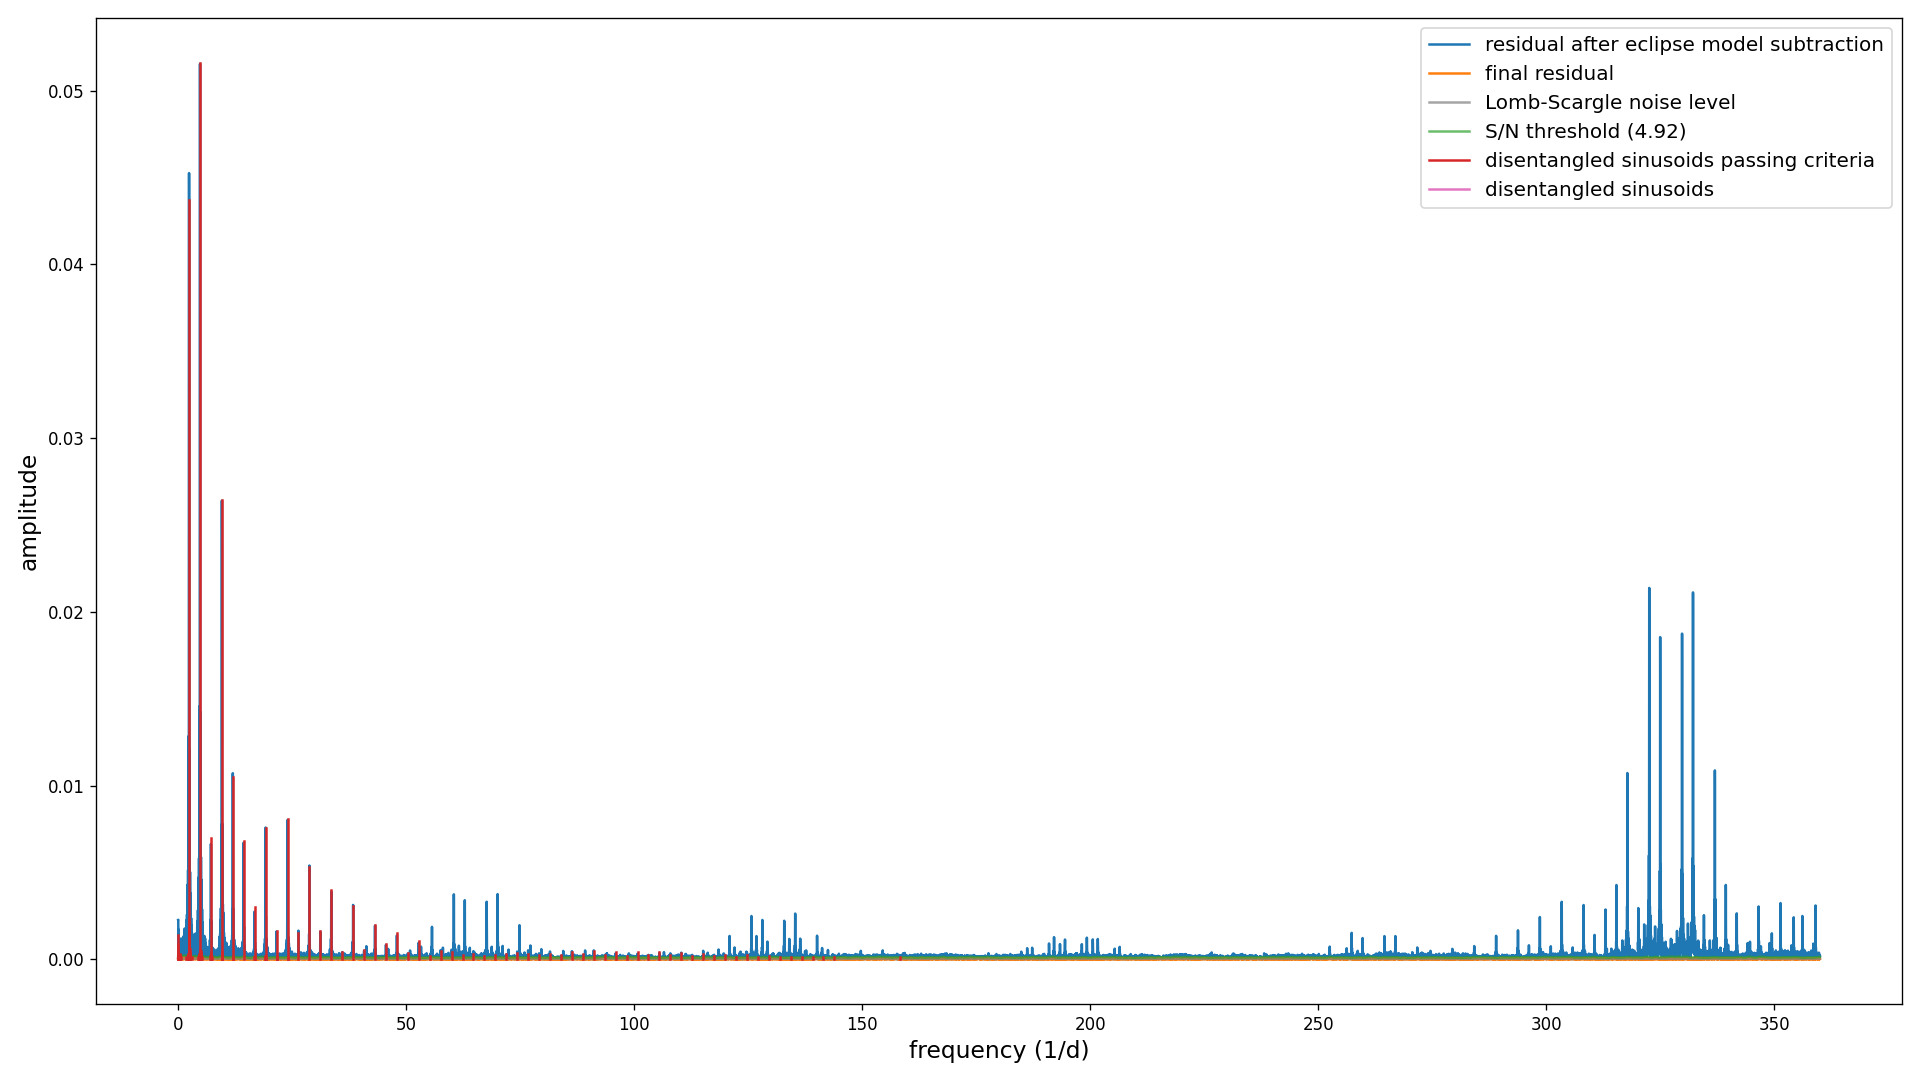 residual after eclipse model subtraction
final residual
Lomb-Scargle noise level
S/N threshold (4.92)
disentangled sinusoids passing criteria
disentangled sinusoids
0.05
0.04
0.03
0.02
0.01
0.00
amplitude
0 50 100 150 200 250 300 350
frequency (1/d)